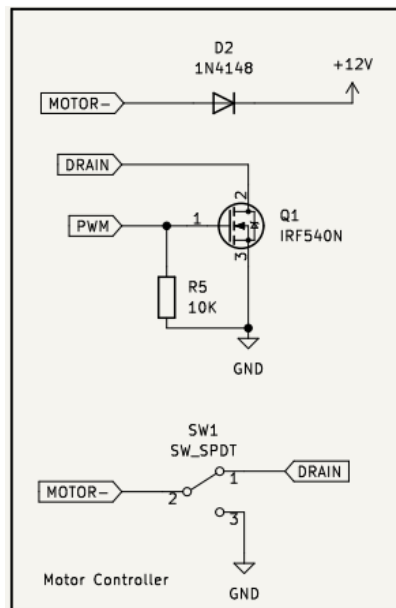 D2
1N4148
+12V
MOTOR-
DRAIN
2
PWM
1
Q1
IRF540N
3
R5
10K
GND
SW1
SW_SPDT
1
DRAIN
MOTOR-
2
3
Motor Controller
GND